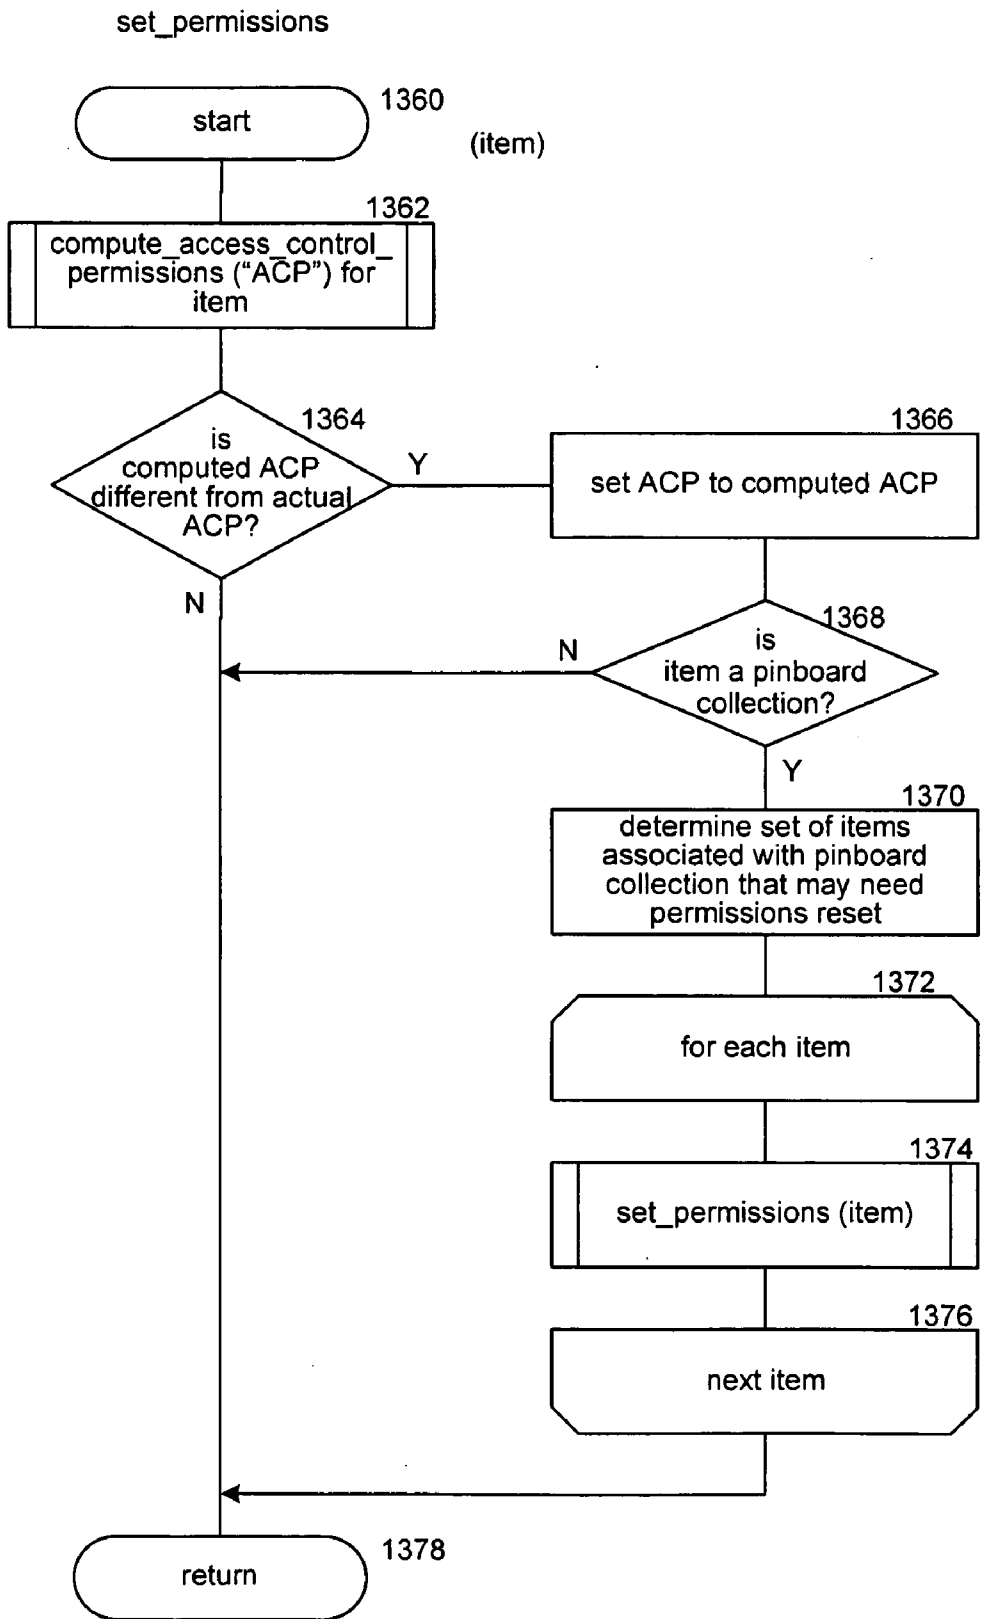 set_permissions
1360
start
(item)
1362
compute_access_control_
permissions (“ACP”) for
item
1364
is
computed ACP
different from actual
ACP?
Y
N
1366
set ACP to computed ACP
1368
is
item a pinboard
collection?
N
Y
1370
determine set of items
associated with pinboard
collection that may need
permissions reset
1372
for each item
1374
set_permissions (item)
1376
next item
1378
return